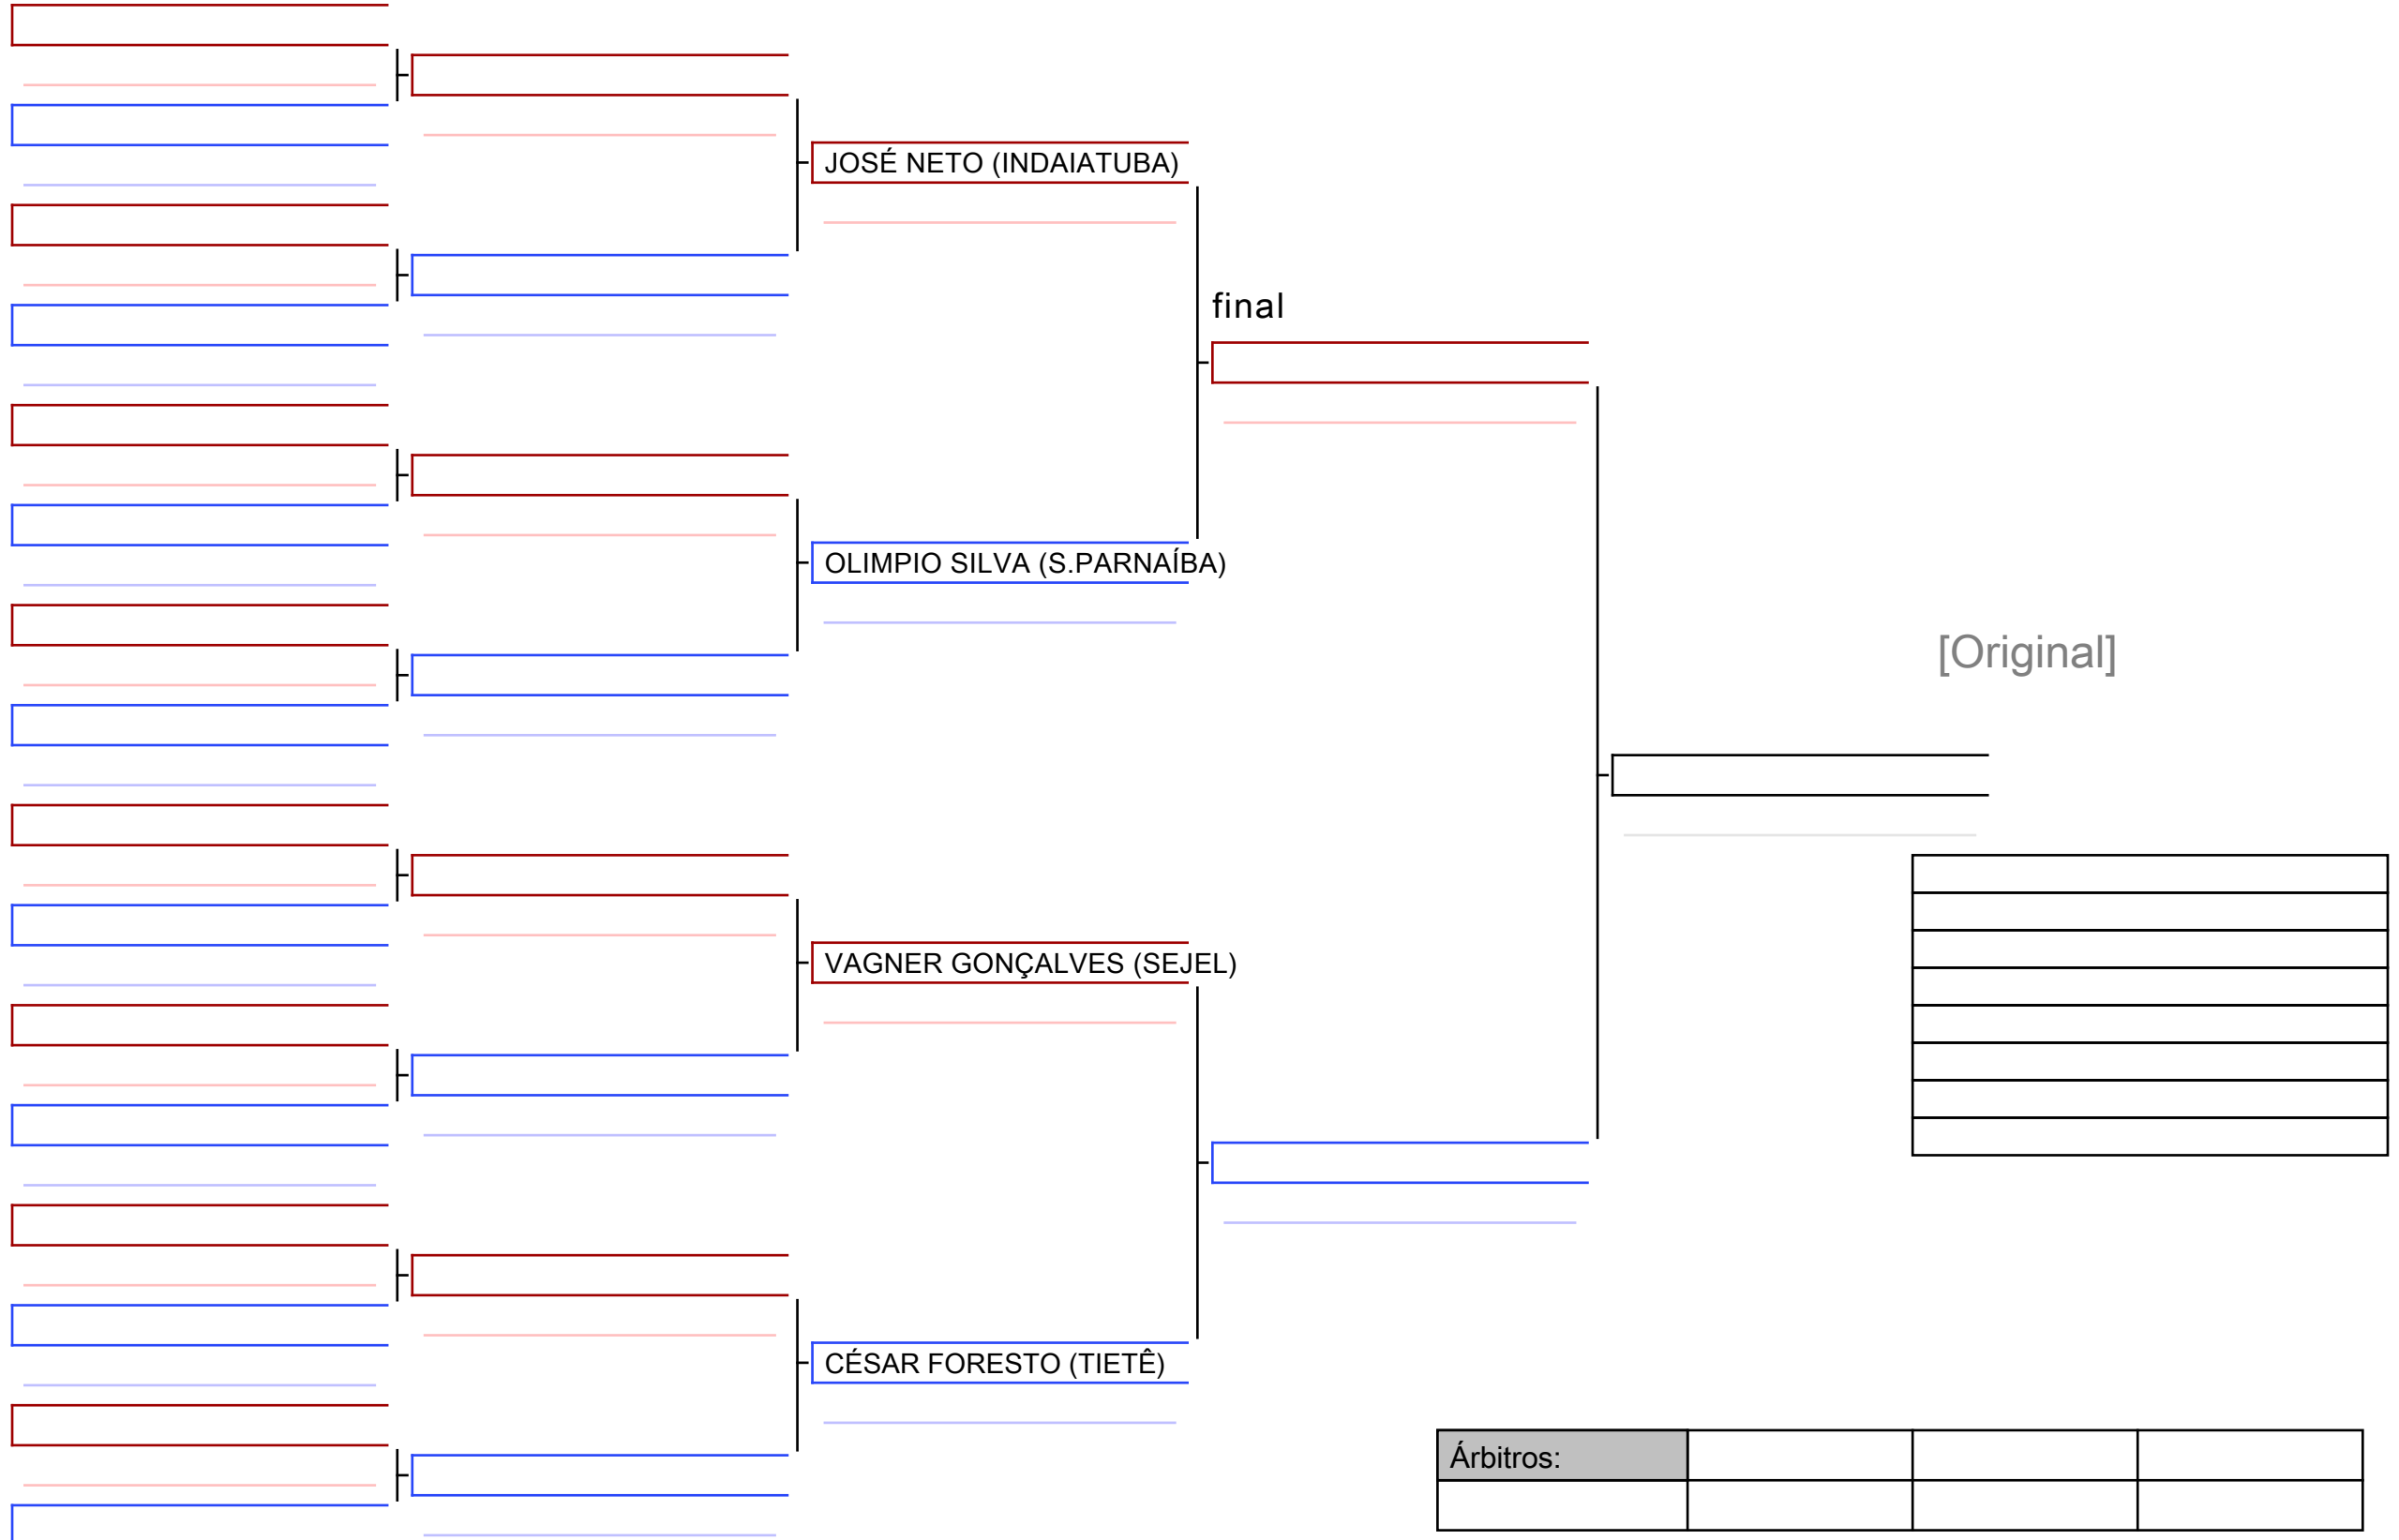 JOSÉ NETO (INDAIATUBA)
final
OLIMPIO SILVA (S.PARNAÍBA)
[Original]
VAGNER GONÇALVES (SEJEL)
CÉSAR FORESTO (TIETÊ)
Árbitros: